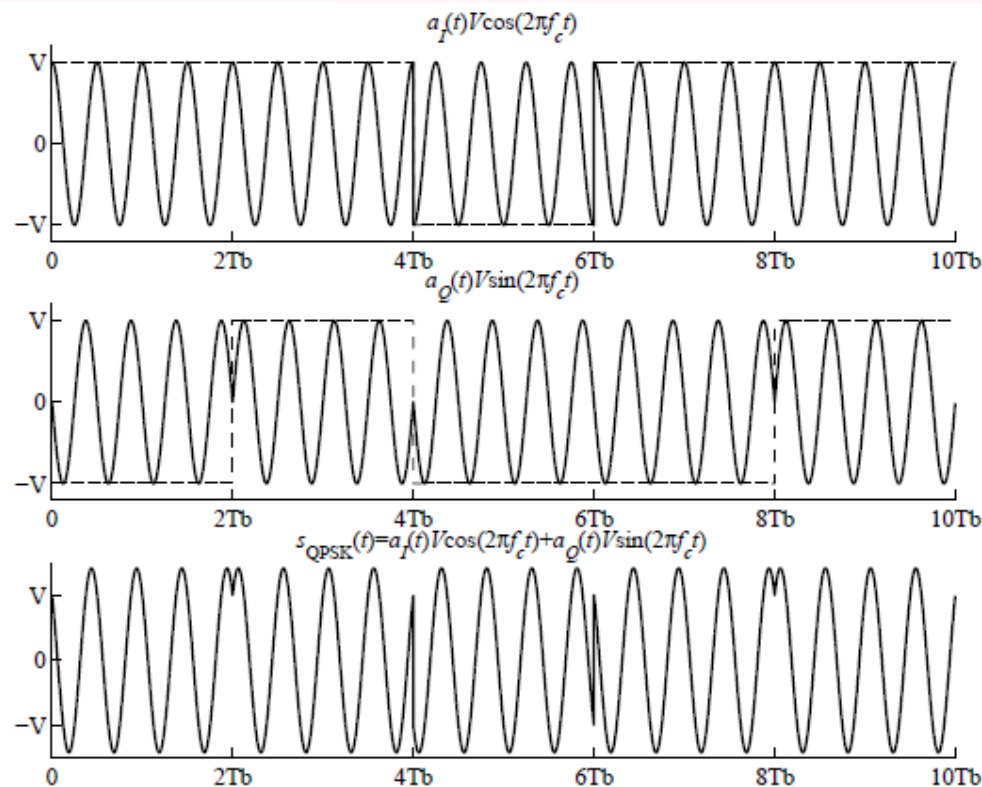 a_I(t)Vcos(2πf_ct)
V
0
−V
0 2Tb 4Tb 6Tb 8Tb 10Tb
a_Q(t)Vsin(2πf_ct)
V
0
−V
0 2Tb 4Tb 6Tb 8Tb 10Tb
s_QPSK(t)=a_I(t)Vcos(2πf_ct)+a_Q(t)Vsin(2πf_ct)
V
0
−V
0 2Tb 4Tb 6Tb 8Tb 10Tb